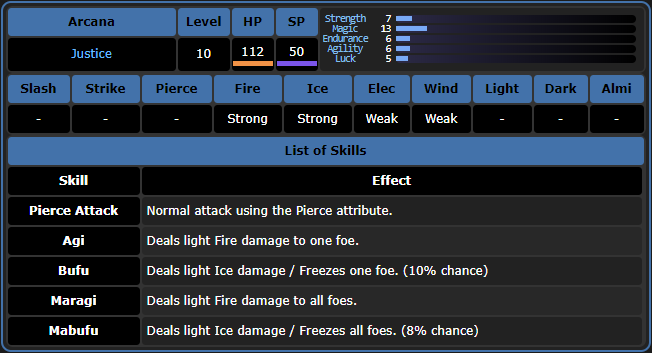 Arcana Level HP SP
Justice 10 112 50
Strength 7
Magic 13
Endurance 6
Agility 6
Luck 5
Slash Strike Pierce Fire Ice Elec Wind Light Dark Almi
- - - Strong Strong Weak Weak - - -
List of Skills
Skill Effect
Pierce Attack Normal attack using the Pierce attribute.
Agi Deals light Fire damage to one foe.
Bufu Deals light Ice damage / Freezes one foe. (10% chance)
Maragi Deals light Fire damage to all foes.
Mabufu Deals light Ice damage / Freezes all foes. (8% chance)